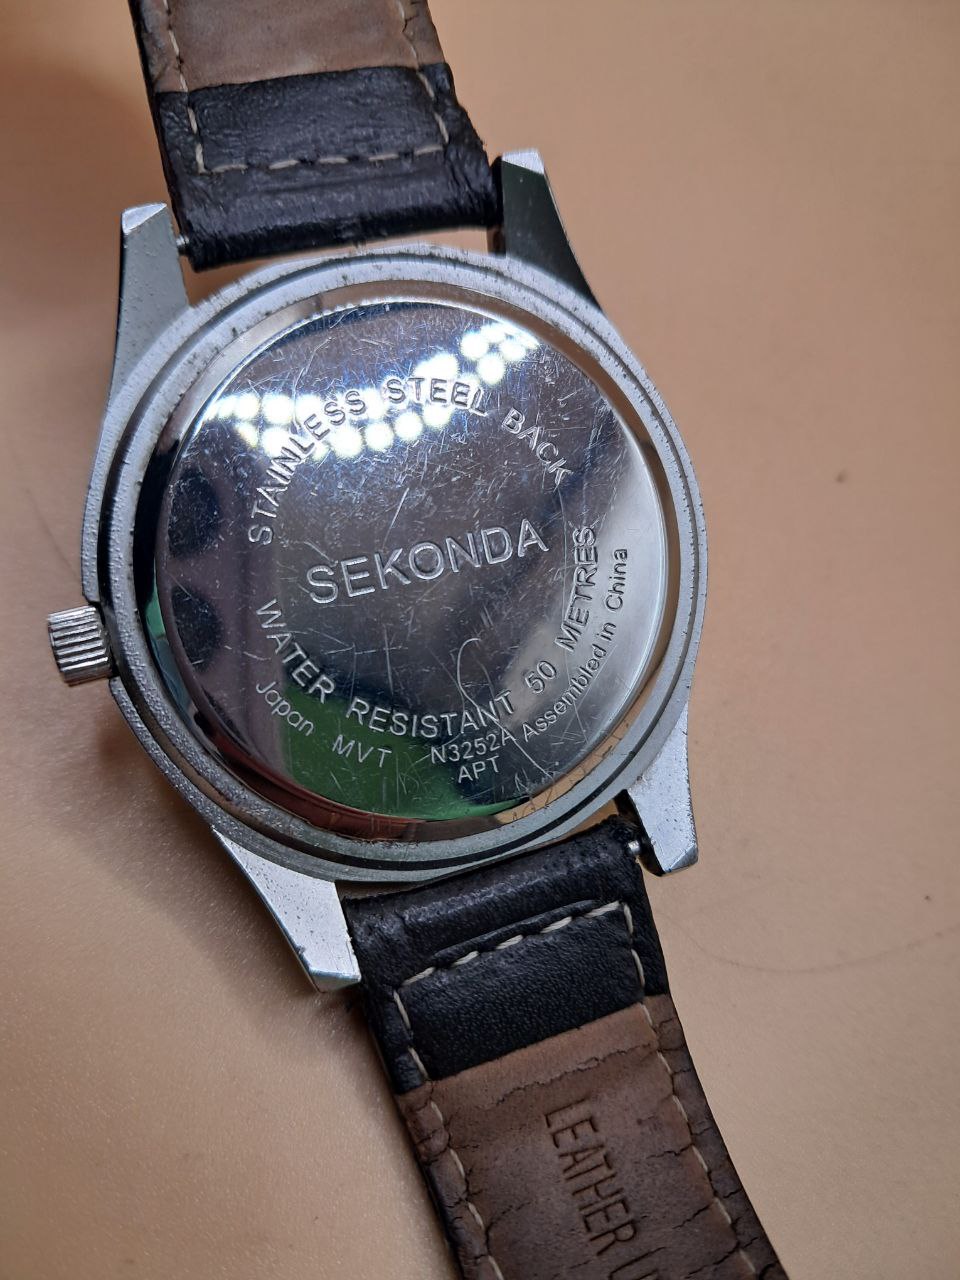 STAINLESS STEEL BACK
SEKONDA
WATER RESISTANT 50 METRES
Japan MVT N3252A Assembled in China
APT
LEATHER